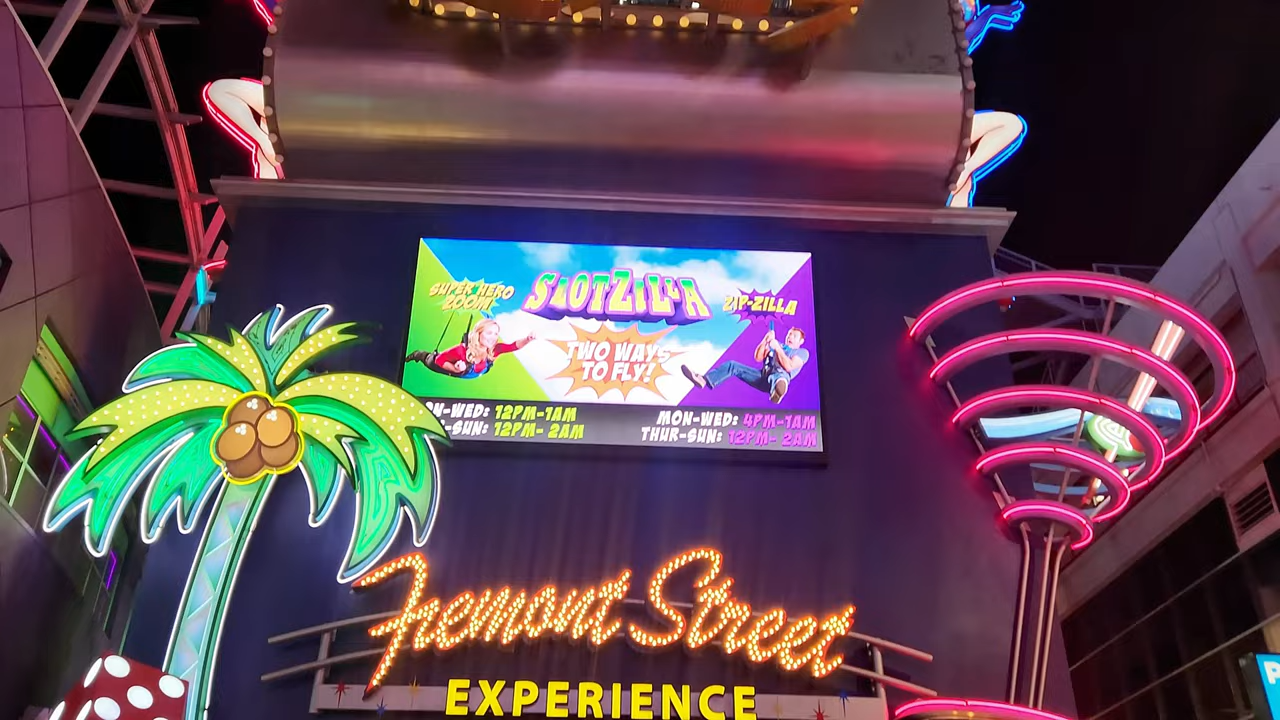 SUPER HERO
ZOOM
SLOTZILLA
ZIP-ZILLA
TWO WAYS
TO FLY!
MON-WED: 4PM-1AM
THUR-SUN: 12PM- 2AM
ON-WED: 12PM-1AM
-SUN: 12PM- 2AM
Fremont Street
EXPERIENCE
P